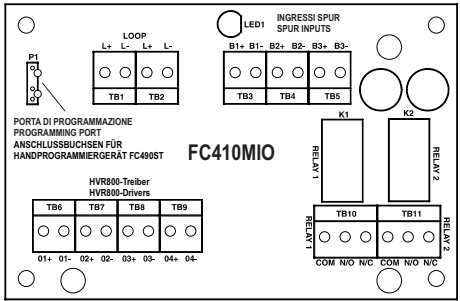 LOOP
L+ L- L+ L-
TB1 TB2
LED1
INGRESSI SPUR
SPUR INPUTS
B1+ B1- B2+ B2- B3+ B3-
TB3 TB4 TB5
P1
PORTA DI PROGRAMMAZIONE
PROGRAMMING PORT
ANSCHLUSSBUCHSEN FÜR
HANDPROGRAMMIERGERÄT FC490ST
FC410MIO
K1 K2
RELAY 1
RELAY 2
HVR800-Treiber
HVR800-Drivers
TB6 TB7 TB8 TB9
01+ 01- 02+ 02- 03+ 03- 04+ 04-
TB10 TB11
RELAY 1
RELAY 2
COM N/O N/C COM N/O N/C